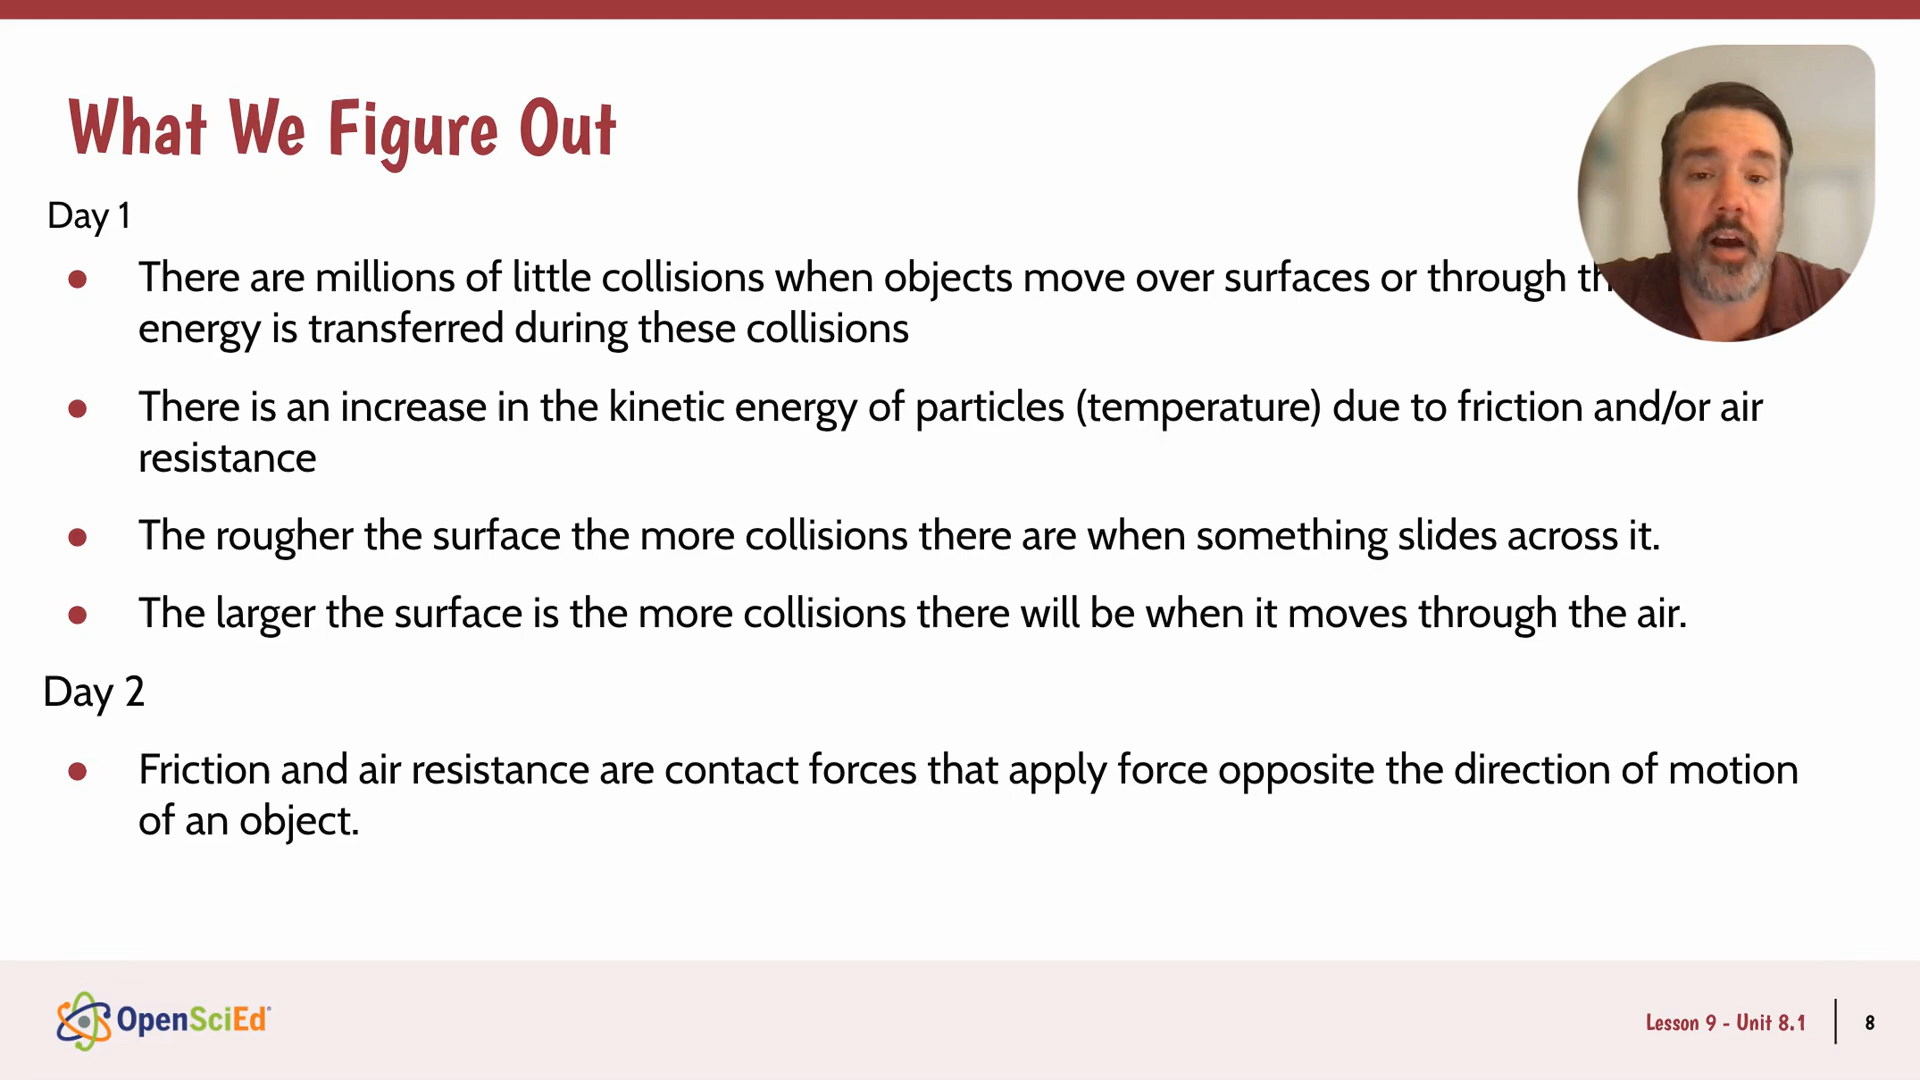 What We Figure Out
Day 1
● There are millions of little collisions when objects move over surfaces or through
energy is transferred during these collisions
● There is an increase in the kinetic energy of particles (temperature) due to friction and/or air
resistance
● The rougher the surface the more collisions there are when something slides across it.
● The larger the surface is the more collisions there will be when it moves through the air.
Day 2
● Friction and air resistance are contact forces that apply force opposite the direction of motion
of an object.
OpenSciEd®
Lesson 9 - Unit 8.1 | 8